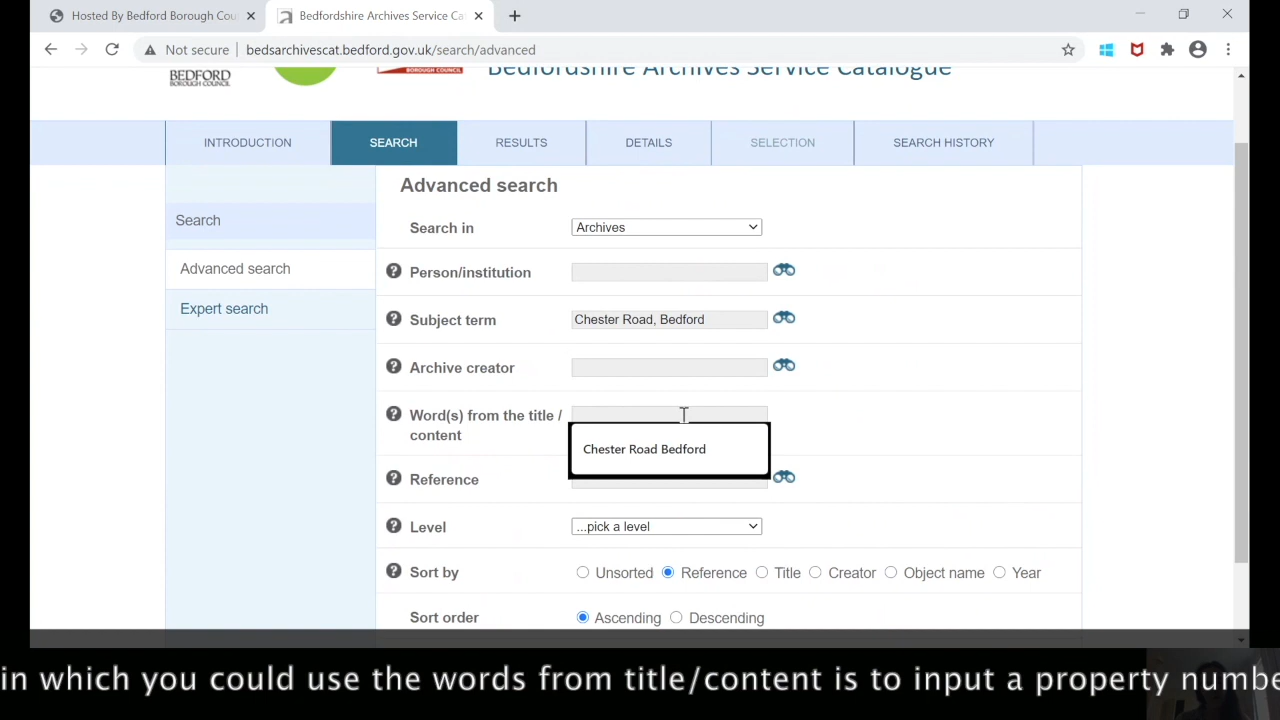 Hosted By Bedford Borough Cou
Bedfordshire Archives Service Ca
Not secure
bedsarchivescat.bedford.gov.uk/search/advanced
BEDFORD
BOROUGH COUNCIL
BOROUGH COUNCIL
Bedfordshire Archives Service Catalogue
INTRODUCTION
SEARCH
RESULTS
DETAILS
SELECTION
SEARCH HISTORY
Search
Advanced search
Expert search
Advanced search
Search in
Archives
Person/institution
Subject term
Chester Road, Bedford
Archive creator
Word(s) from the title /
content
Chester Road Bedford
Reference
Level
...pick a level
Sort by
Unsorted
Reference
Title
Creator
Object name
Year
Sort order
Ascending
Descending
in which you could use the words from title/content is to input a property numbe